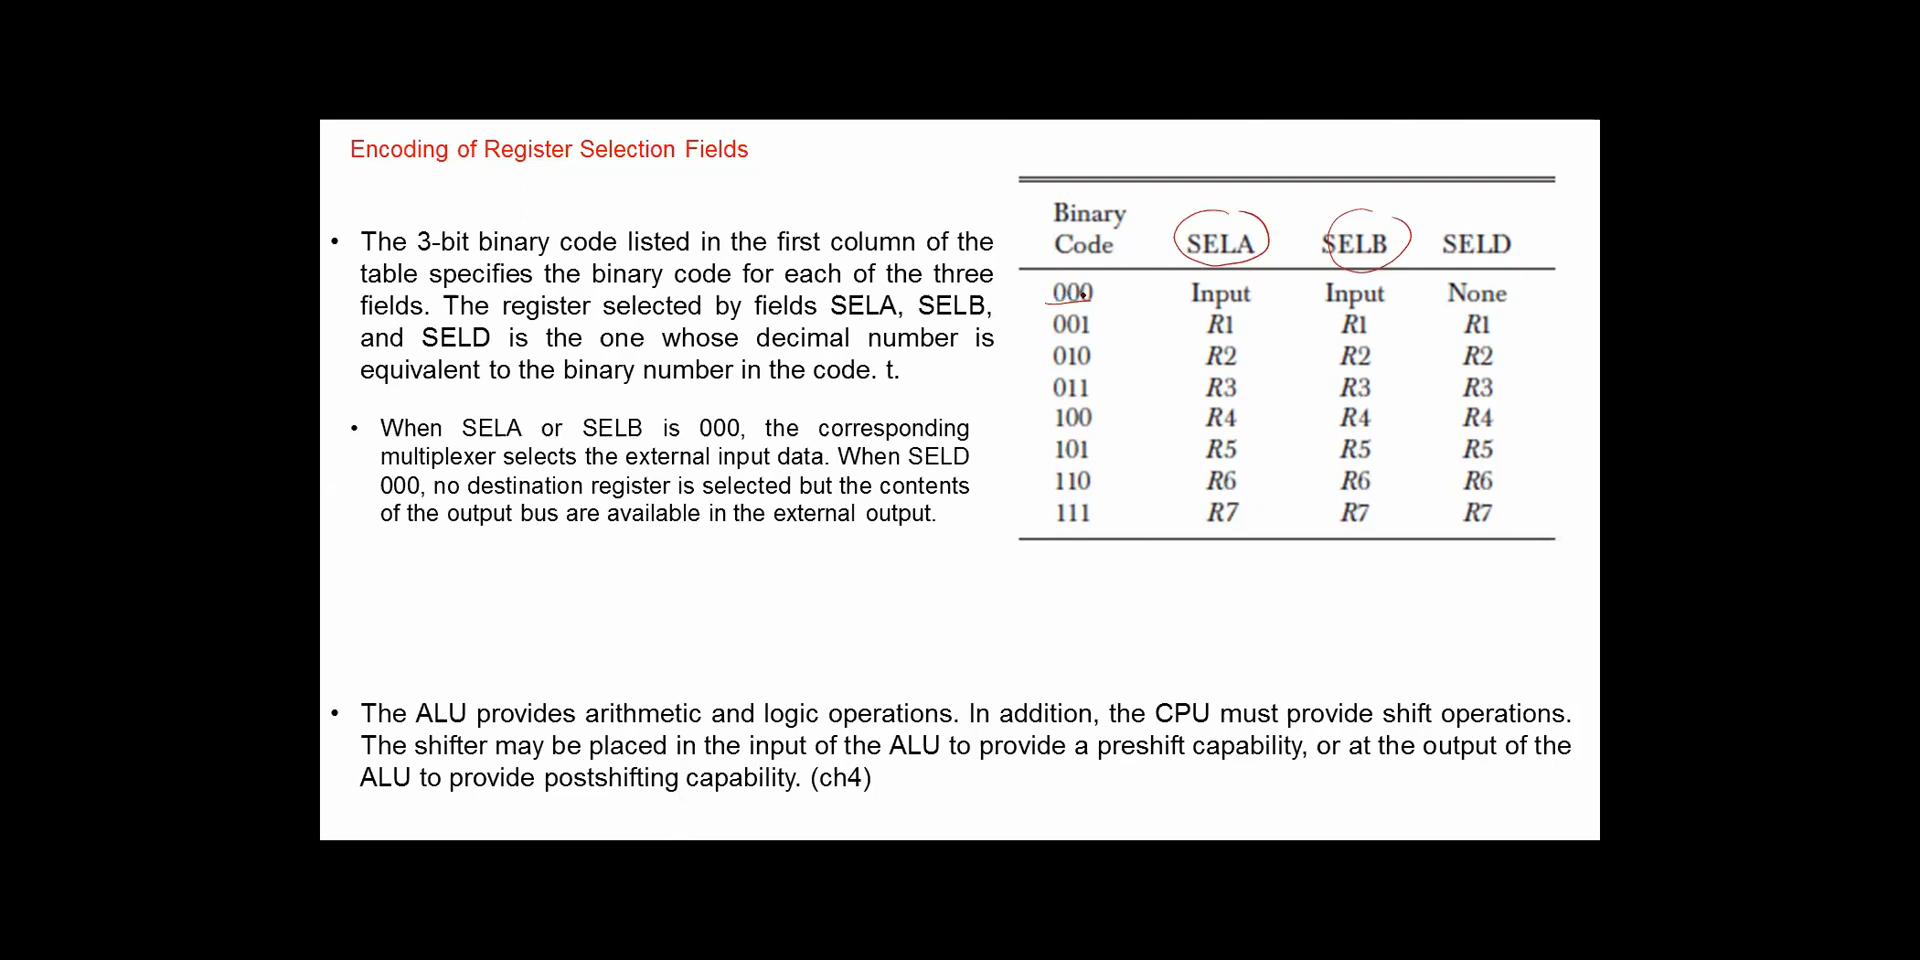 Encoding of Register Selection Fields
• The 3-bit binary code listed in the first column of the
table specifies the binary code for each of the three
fields. The register selected by fields SELA, SELB,
and SELD is the one whose decimal number is
equivalent to the binary number in the code. t.
• When SELA or SELB is 000, the corresponding
multiplexer selects the external input data. When SELD
000, no destination register is selected but the contents
of the output bus are available in the external output.
Binary
Code SELA SELB SELD
000 Input Input None
001 R1 R1 R1
010 R2 R2 R2
011 R3 R3 R3
100 R4 R4 R4
101 R5 R5 R5
110 R6 R6 R6
111 R7 R7 R7
• The ALU provides arithmetic and logic operations. In addition, the CPU must provide shift operations.
The shifter may be placed in the input of the ALU to provide a preshift capability, or at the output of the
ALU to provide postshifting capability. (ch4)